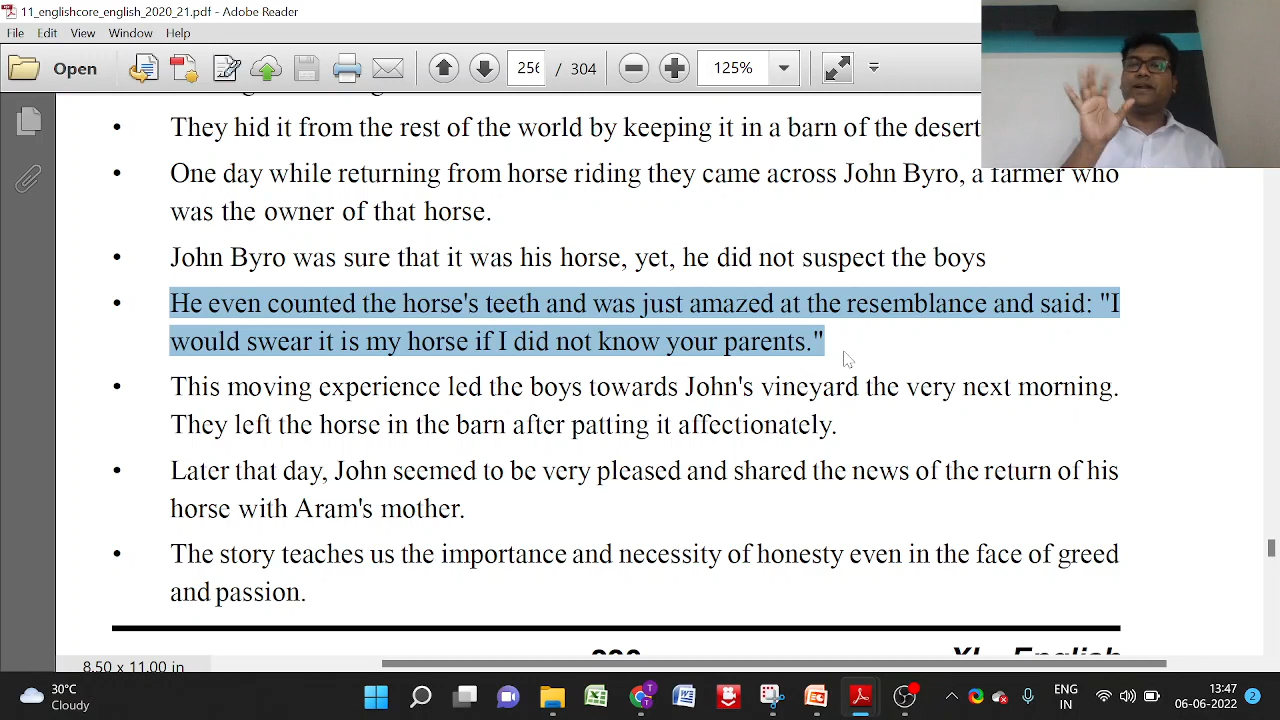 11_englishcore_english_2020_21.pdf - Adobe Reader
File Edit View Window Help
Open 256 / 304 125%
• They hid it from the rest of the world by keeping it in a barn of the desert
• One day while returning from horse riding they came across John Byro, a farmer who
was the owner of that horse.
• John Byro was sure that it was his horse, yet, he did not suspect the boys
• He even counted the horse's teeth and was just amazed at the resemblance and said: "I
would swear it is my horse if I did not know your parents."
• This moving experience led the boys towards John's vineyard the very next morning.
They left the horse in the barn after patting it affectionately.
• Later that day, John seemed to be very pleased and shared the news of the return of his
horse with Aram's mother.
• The story teaches us the importance and necessity of honesty even in the face of greed
and passion.
XI – English
8.50 x 11.00 in
30°C
Cloudy
ENG
IN
13:47
06-06-2022
2